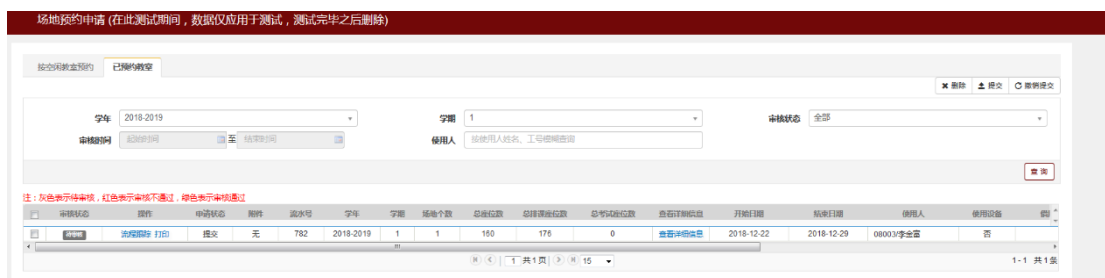 场地预约申请 (在此测试期间，数据仅应用于测试，测试完毕之后删除)
按空闲教室预约 已预约教室
删除 提交 撤销提交
学年 2018-2019 学期 1 审核状态 全部
审核时间 起始时间 至 结束时间 使用人 按使用人姓名、工号模糊查询
查 询
注：灰色表示待审核，红色表示审核不通过，绿色表示审核通过
审核状态 操作 申请状态 附件 流水号 学年 学期 场地个数 总座位数 总排课座位数 总考试座位数 查看详细信息 开始日期 结束日期 使用人 使用设备
待审核 流程跟踪 打印 提交 无 782 2018-2019 1 1 160 176 0 查看详细信息 2018-12-22 2018-12-29 08003/李金富 否
1 共1页 15 1-1 共1条